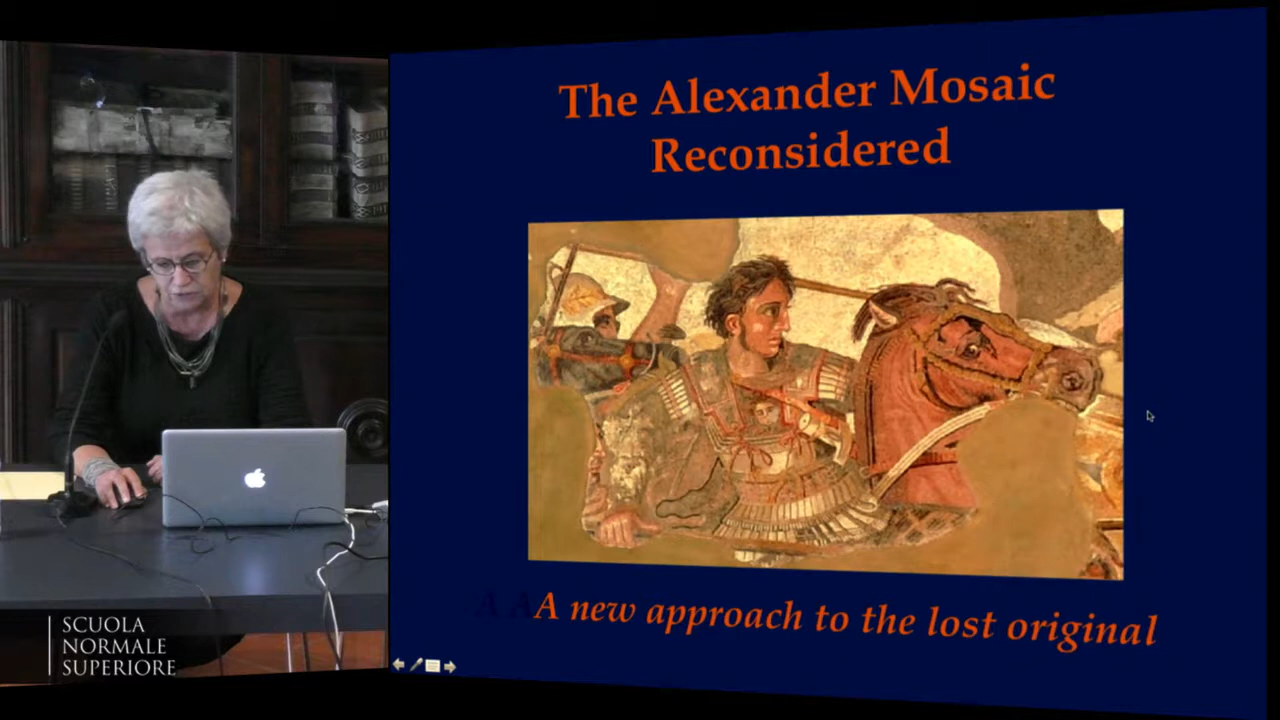 The Alexander Mosaic
Reconsidered
A A A new approach to the lost original
SCUOLA
NORMALE
SUPERIORE